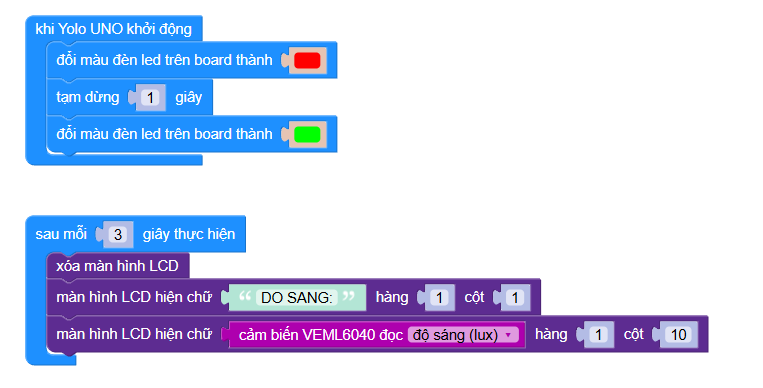 khi Yolo UNO khởi động
đổi màu đèn led trên board thành
tạm dừng 1 giây
đổi màu đèn led trên board thành
sau mỗi 3 giây thực hiện
xóa màn hình LCD
màn hình LCD hiện chữ “ DO SANG: ” hàng 1 cột 1
màn hình LCD hiện chữ cảm biến VEML6040 đọc độ sáng (lux) hàng 1 cột 10